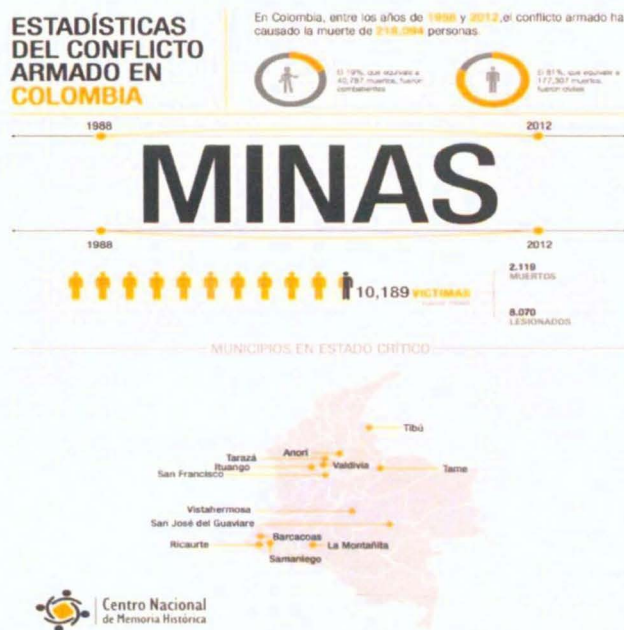 ESTADÍSTICAS
DEL CONFLICTO
ARMADO EN
COLOMBIA
En Colombia, entre los años de 1958 y 2012, el conflicto armado ha
causado la muerte de 218,094 personas
El 19%, que equivale a
40,787 muertos, fueron
combatientes
El 81%, que equivale a
177,307 muertos,
fueron civiles
1988
2012
MINAS
1988
2012
10,189 VÍCTIMAS
2.119
MUERTOS
8.070
LESIONADOS
MUNICIPIOS EN ESTADO CRÍTICO
Tibú
Anorí
Tarazá
Ituango
Valdivia
Tame
San Francisco
Vistahermosa
San José del Guaviare
Barcacoas
Ricaurte
La Montañita
Samaniego
Centro Nacional
de Memoria Histórica